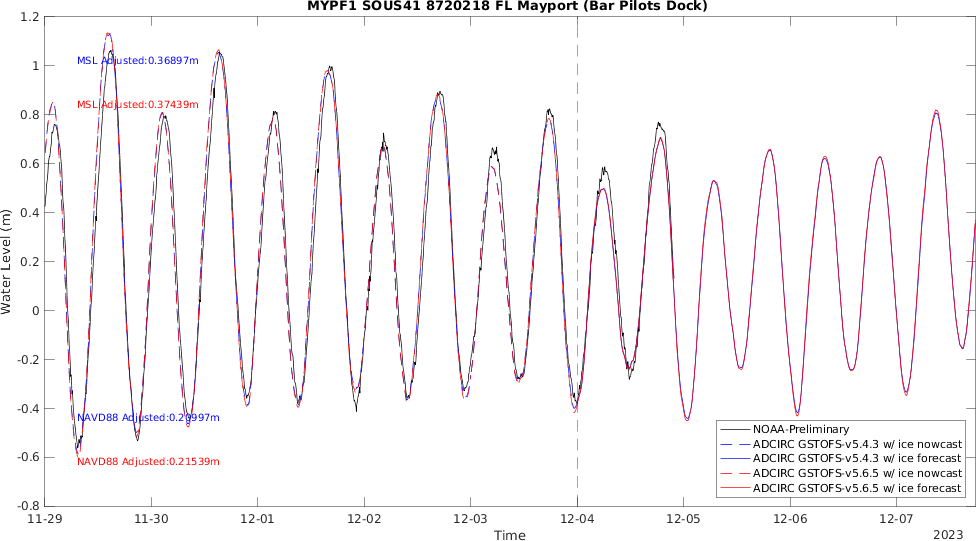 MYPF1 SOUS41 8720218 FL Mayport (Bar Pilots Dock)
1.2
1
0.8
0.6
0.4
0.2
0
-0.2
-0.4
-0.6
-0.8
Water Level (m)
MSL Adjusted:0.36897m
MSL Adjusted:0.37439m
NAVD88 Adjusted:0.20997m
NAVD88 Adjusted:0.21539m
NOAA-Preliminary
ADCIRC GSTOFS-v5.4.3 w/ ice nowcast
ADCIRC GSTOFS-v5.4.3 w/ ice forecast
ADCIRC GSTOFS-v5.6.5 w/ ice nowcast
ADCIRC GSTOFS-v5.6.5 w/ ice forecast
11-29 11-30 12-01 12-02 12-03 12-04 12-05 12-06 12-07
Time
2023